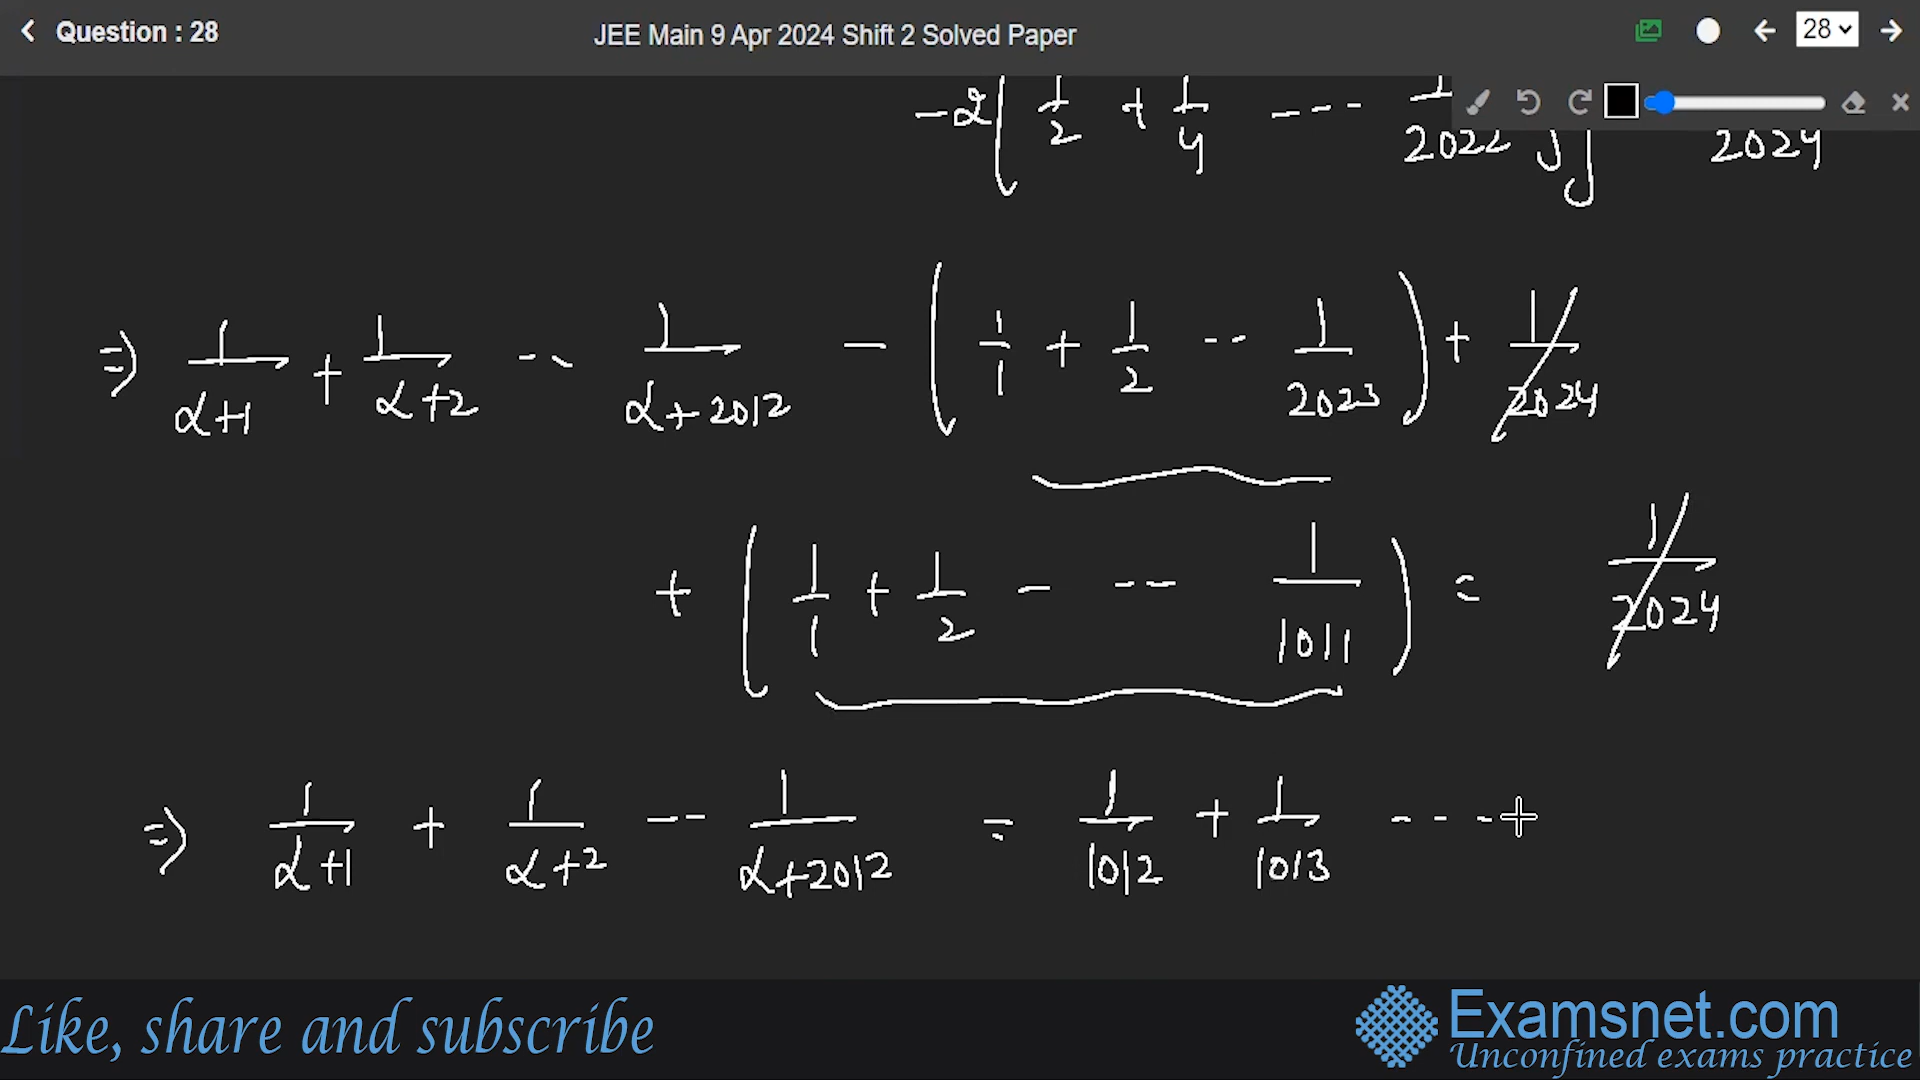 Question : 28
JEE Main 9 Apr 2024 Shift 2 Solved Paper
28
-2( 1/2 + 1/4 --- 1/2022 2024
=) 1/α+1 + 1/α+2 -- 1/α+2012 - ( 1/1 + 1/2 -- 1/2023 ) + 1/2024
+ ( 1/1 + 1/2 - -- 1/1011 ) = 1/2024
=) 1/α+1 + 1/α+2 -- 1/α+2012 = 1/1012 + 1/1013 ----
Like, share and subscribe
Examsnet.com
Unconfined exams practice